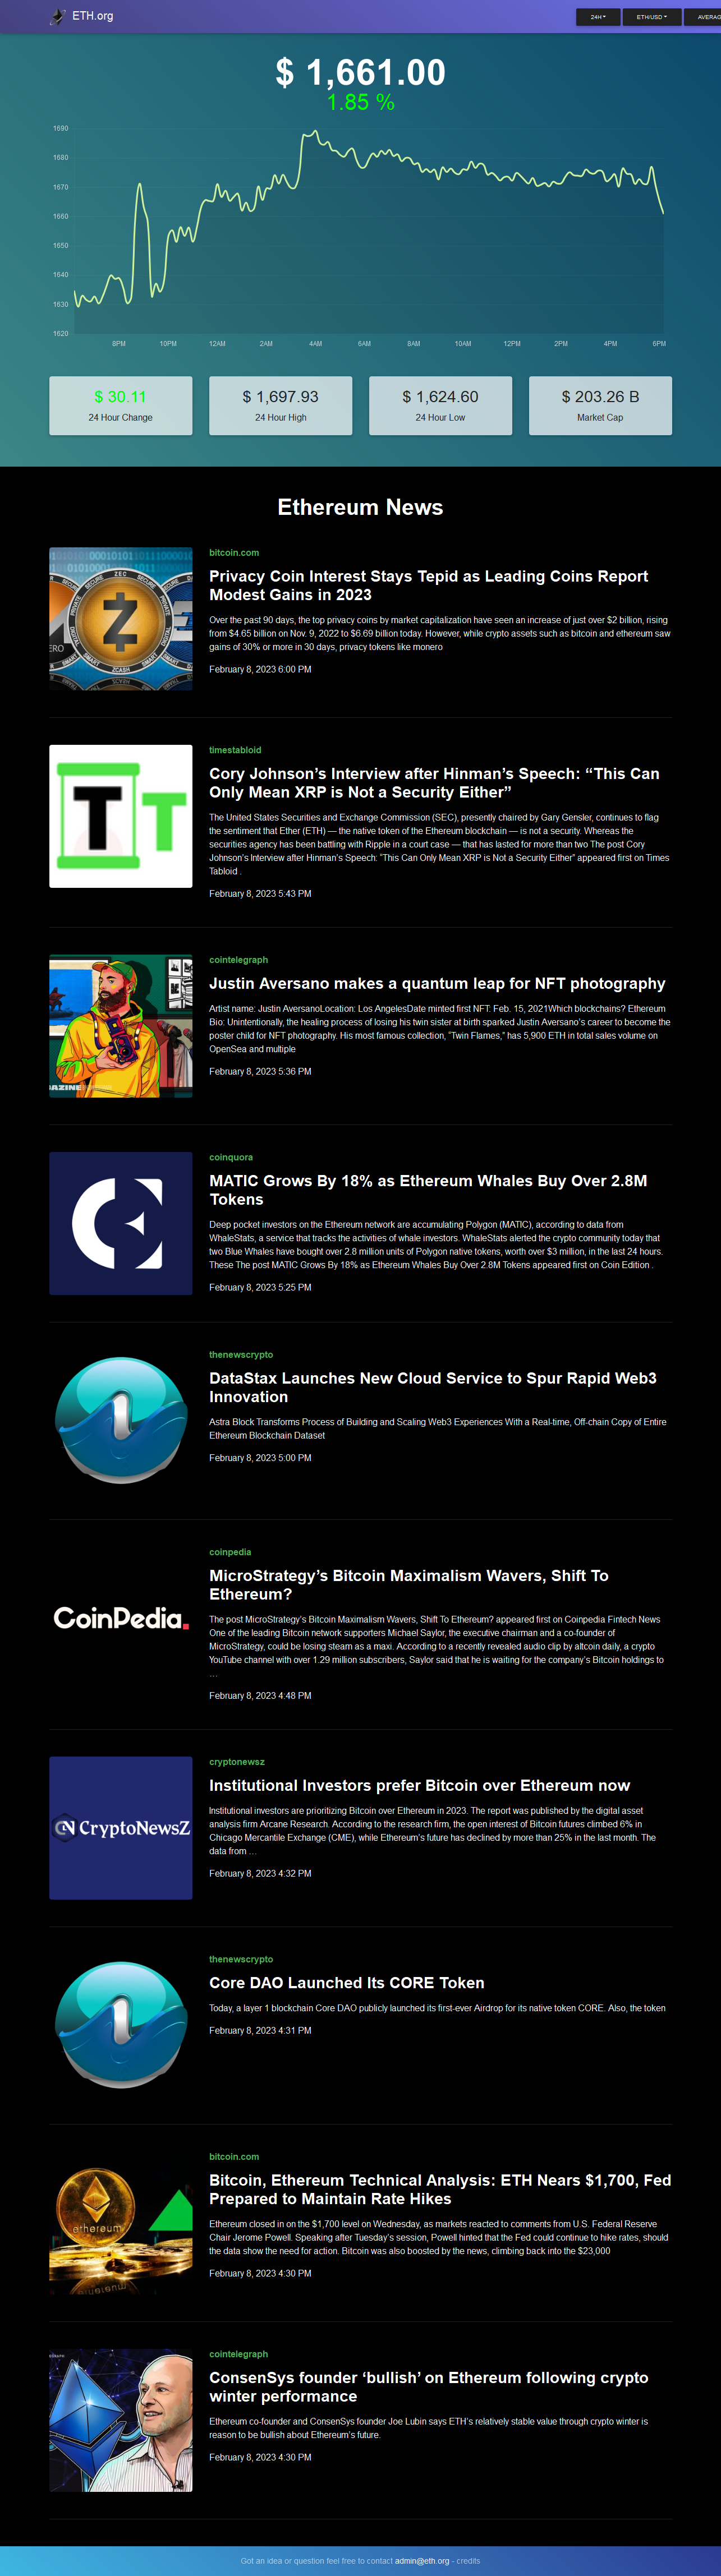 ETH.org
24H
ETH/USD
AVERAG
$ 1,661.00
1.85 %
1690
1680
1670
1660
1650
1640
1630
1620
8PM 10PM 12AM 2AM 4AM 6AM 8AM 10AM 12PM 2PM 4PM 6PM
$ 30.11
24 Hour Change
$ 1,697.93
24 Hour High
$ 1,624.60
24 Hour Low
$ 203.26 B
Market Cap
Ethereum News
bitcoin.com
Privacy Coin Interest Stays Tepid as Leading Coins Report
Modest Gains in 2023
Over the past 90 days, the top privacy coins by market capitalization have seen an increase of just over $2 billion, rising
from $4.65 billion on Nov. 9, 2022 to $6.69 billion today. However, while crypto assets such as bitcoin and ethereum saw
gains of 30% or more in 30 days, privacy tokens like monero
February 8, 2023 6:00 PM
timestabloid
Cory Johnson’s Interview after Hinman’s Speech: “This Can
Only Mean XRP is Not a Security Either”
The United States Securities and Exchange Commission (SEC), presently chaired by Gary Gensler, continues to flag
the sentiment that Ether (ETH) — the native token of the Ethereum blockchain — is not a security. Whereas the
securities agency has been battling with Ripple in a court case — that has lasted for more than two The post Cory
Johnson’s Interview after Hinman’s Speech: “This Can Only Mean XRP is Not a Security Either” appeared first on Times
Tabloid .
February 8, 2023 5:43 PM
cointelegraph
Justin Aversano makes a quantum leap for NFT photography
Artist name: Justin AversanoLocation: Los AngelesDate minted first NFT: Feb. 15, 2021Which blockchains? Ethereum
Bio: Unintentionally, the healing process of losing his twin sister at birth sparked Justin Aversano’s career to become the
poster child for NFT photography. His most famous collection, “Twin Flames,” has 5,900 ETH in total sales volume on
OpenSea and multiple
February 8, 2023 5:36 PM
coinquora
MATIC Grows By 18% as Ethereum Whales Buy Over 2.8M
Tokens
Deep pocket investors on the Ethereum network are accumulating Polygon (MATIC), according to data from
WhaleStats, a service that tracks the activities of whale investors. WhaleStats alerted the crypto community today that
two Blue Whales have bought over 2.8 million units of Polygon native tokens, worth over $3 million, in the last 24 hours.
These The post MATIC Grows By 18% as Ethereum Whales Buy Over 2.8M Tokens appeared first on Coin Edition .
February 8, 2023 5:25 PM
thenewscrypto
DataStax Launches New Cloud Service to Spur Rapid Web3
Innovation
Astra Block Transforms Process of Building and Scaling Web3 Experiences With a Real-time, Off-chain Copy of Entire
Ethereum Blockchain Dataset
February 8, 2023 5:00 PM
CoinPedia.
coinpedia
MicroStrategy’s Bitcoin Maximalism Wavers, Shift To
Ethereum?
The post MicroStrategy’s Bitcoin Maximalism Wavers, Shift To Ethereum? appeared first on Coinpedia Fintech News
One of the leading Bitcoin network supporters Michael Saylor, the executive chairman and a co-founder of
MicroStrategy, could be losing steam as a maxi. According to a recently revealed audio clip by altcoin daily, a crypto
YouTube channel with over 1.29 million subscribers, Saylor said that he is waiting for the company’s Bitcoin holdings to
…
February 8, 2023 4:48 PM
CryptoNewsZ
cryptonewsz
Institutional Investors prefer Bitcoin over Ethereum now
Institutional investors are prioritizing Bitcoin over Ethereum in 2023. The report was published by the digital asset
analysis firm Arcane Research. According to the research firm, the open interest of Bitcoin futures climbed 6% in
Chicago Mercantile Exchange (CME), while Ethereum’s future has declined by more than 25% in the last month. The
data from …
February 8, 2023 4:32 PM
thenewscrypto
Core DAO Launched Its CORE Token
Today, a layer 1 blockchain Core DAO publicly launched its first-ever Airdrop for its native token CORE. Also, the token
February 8, 2023 4:31 PM
ethereum
bitcoin.com
Bitcoin, Ethereum Technical Analysis: ETH Nears $1,700, Fed
Prepared to Maintain Rate Hikes
Ethereum closed in on the $1,700 level on Wednesday, as markets reacted to comments from U.S. Federal Reserve
Chair Jerome Powell. Speaking after Tuesday’s session, Powell hinted that the Fed could continue to hike rates, should
the data show the need for action. Bitcoin was also boosted by the news, climbing back into the $23,000
February 8, 2023 4:30 PM
cointelegraph
ConsenSys founder ‘bullish’ on Ethereum following crypto
winter performance
Ethereum co-founder and ConsenSys founder Joe Lubin says ETH’s relatively stable value through crypto winter is
reason to be bullish about Ethereum’s future.
February 8, 2023 4:30 PM
Got an idea or question feel free to contact admin@eth.org - credits